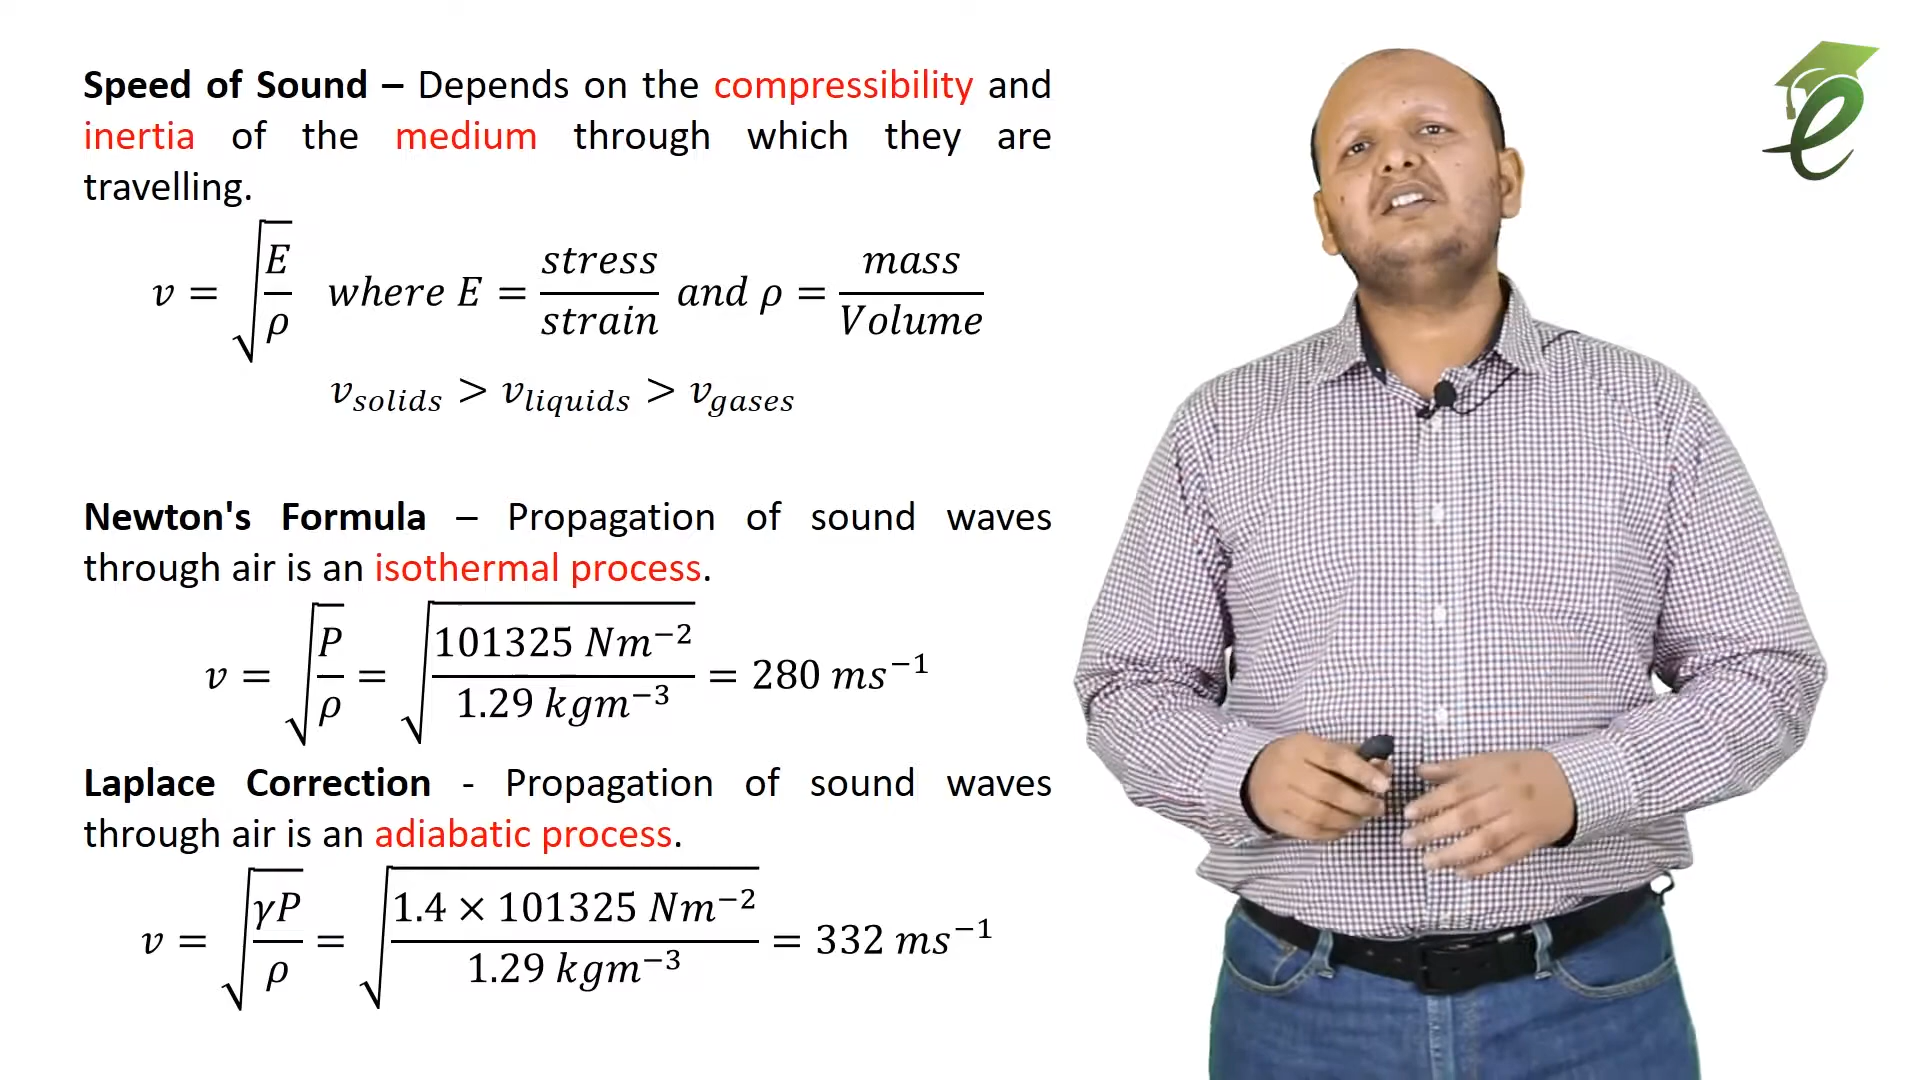 Speed of Sound – Depends on the compressibility and
inertia of the medium through which they are
travelling.
v = √(E/ρ) where E = stress/strain and ρ = mass/Volume
v_solids > v_liquids > v_gases
Newton's Formula – Propagation of sound waves
through air is an isothermal process.
v = √(P/ρ) = √(101325 Nm⁻²/1.29 kgm⁻³) = 280 ms⁻¹
Laplace Correction - Propagation of sound waves
through air is an adiabatic process.
v = √(γP/ρ) = √(1.4 × 101325 Nm⁻²/1.29 kgm⁻³) = 332 ms⁻¹
e